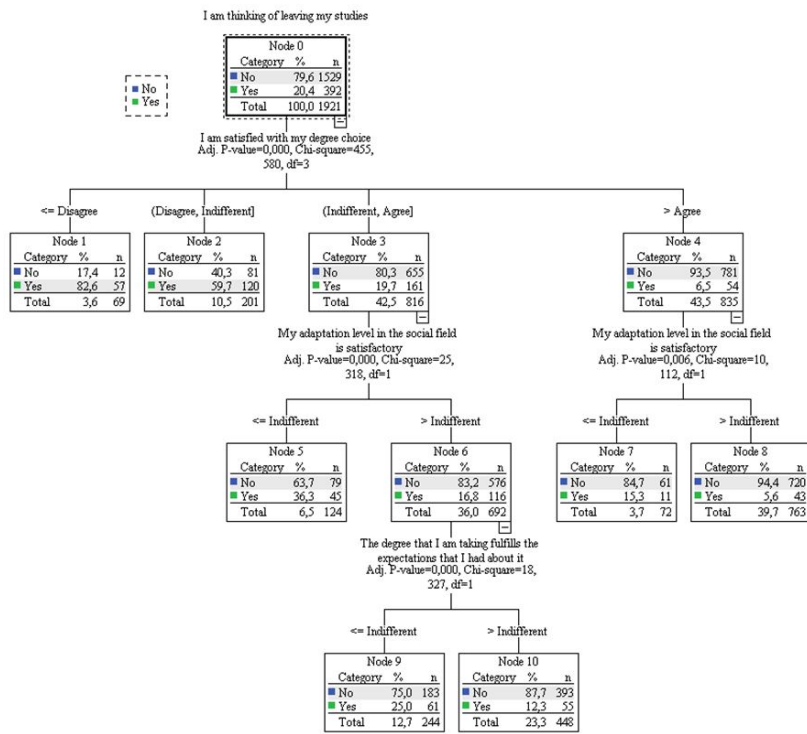 I am thinking of leaving my studies
Node 0
Category % n
No 79,6 1529
Yes 20,4 392
Total 100,0 1921
No
Yes
I am satisfied with my degree choice
Adj. P-value=0,000, Chi-square=455,
580, df=3
<= Disagree
(Disagree, Indifferent]
(Indifferent, Agree]
> Agree
Node 1
Category % n
No 17,4 12
Yes 82,6 57
Total 3,6 69
Node 2
Category % n
No 40,3 81
Yes 59,7 120
Total 10,5 201
Node 3
Category % n
No 80,3 655
Yes 19,7 161
Total 42,5 816
Node 4
Category % n
No 93,5 781
Yes 6,5 54
Total 43,5 835
My adaptation level in the social field
is satisfactory
Adj. P-value=0,000, Chi-square=25,
318, df=1
My adaptation level in the social field
is satisfactory
Adj. P-value=0,006, Chi-square=10,
112, df=1
<= Indifferent
> Indifferent
<= Indifferent
> Indifferent
Node 5
Category % n
No 63,7 79
Yes 36,3 45
Total 6,5 124
Node 6
Category % n
No 83,2 576
Yes 16,8 116
Total 36,0 692
Node 7
Category % n
No 84,7 61
Yes 15,3 11
Total 3,7 72
Node 8
Category % n
No 94,4 720
Yes 5,6 43
Total 39,7 763
The degree that I am taking fulfills the
expectations that I had about it
Adj. P-value=0,000, Chi-square=18,
327, df=1
<= Indifferent
> Indifferent
Node 9
Category % n
No 75,0 183
Yes 25,0 61
Total 12,7 244
Node 10
Category % n
No 87,7 393
Yes 12,3 55
Total 23,3 448